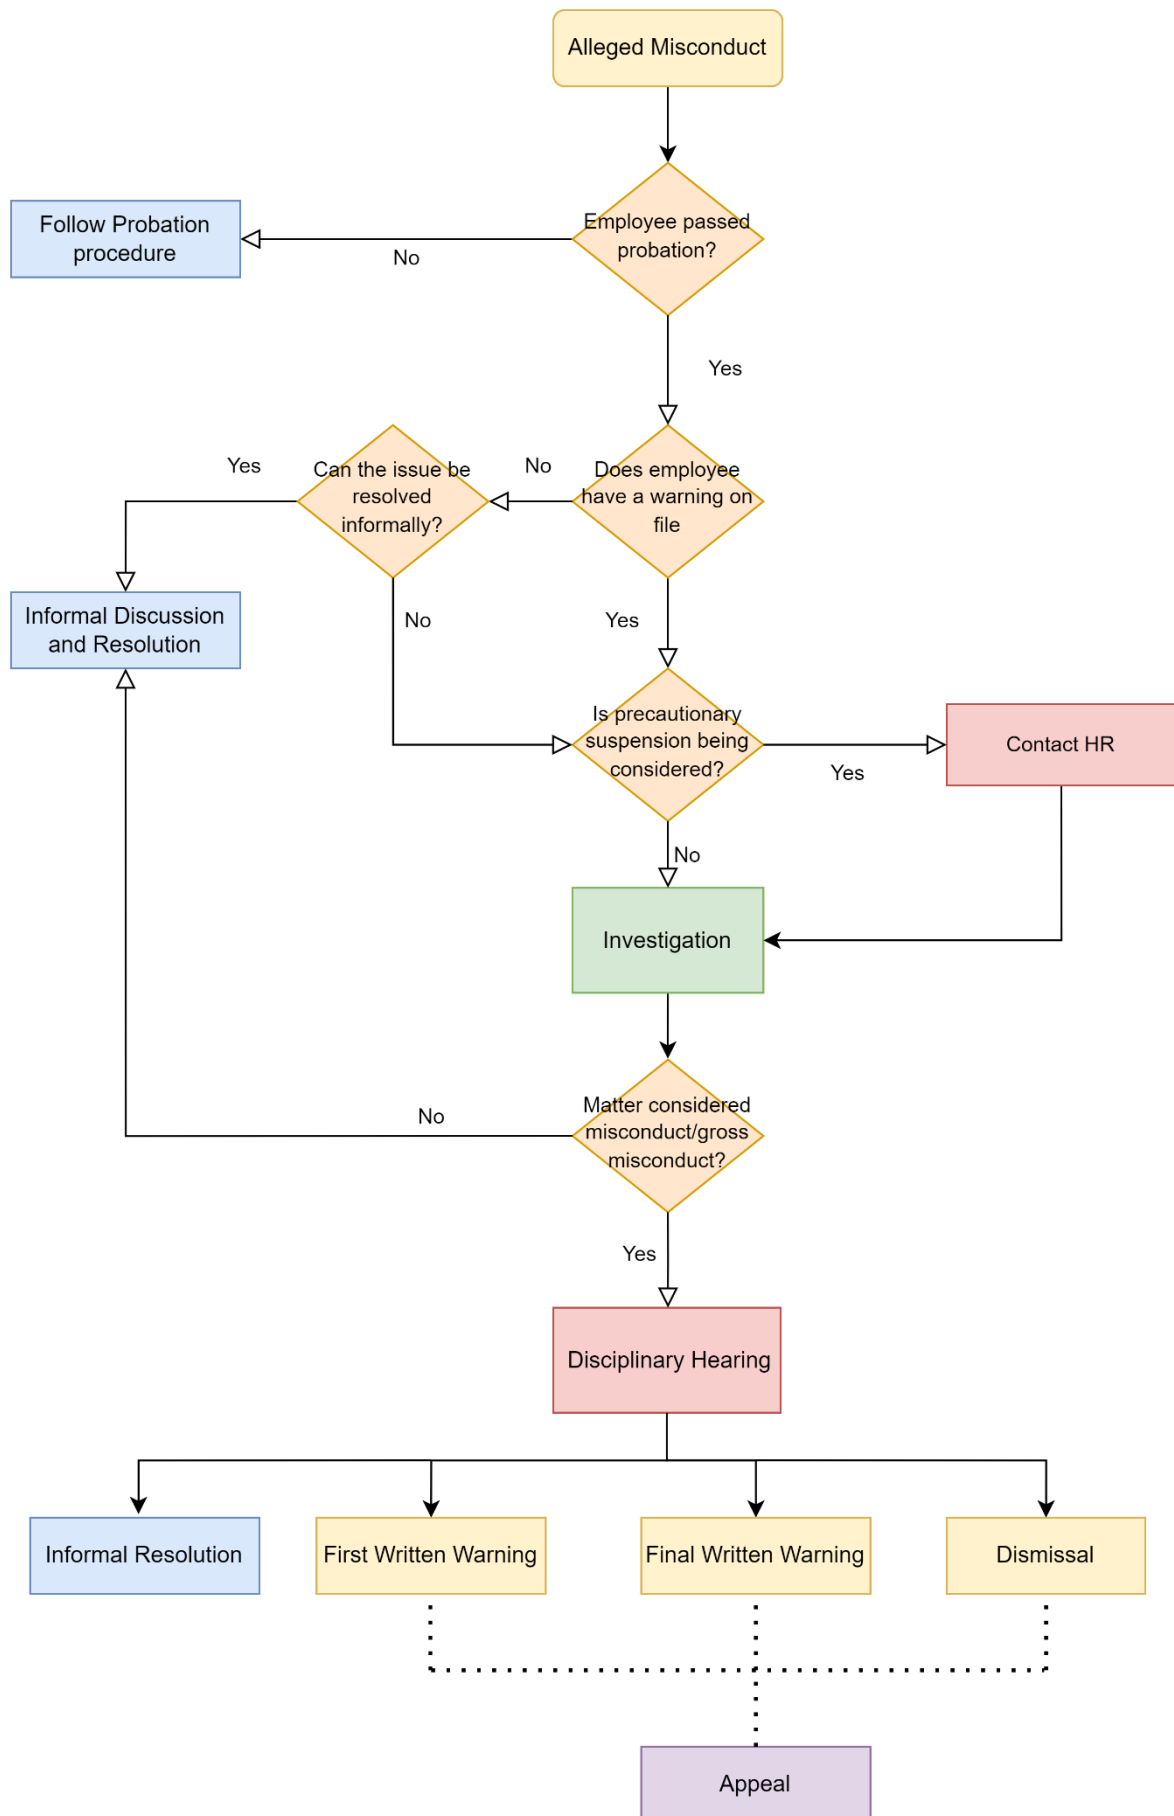 Alleged Misconduct
Employee passed
probation?
Follow Probation
procedure
No
Yes
Yes
Can the issue be
resolved
informally?
No
Does employee
have a warning on
file
Informal Discussion
and Resolution
No
Yes
Is precautionary
suspension being
considered?
Yes
Contact HR
No
Investigation
Matter considered
misconduct/gross
misconduct?
No
Yes
Disciplinary Hearing
Informal Resolution
First Written Warning
Final Written Warning
Dismissal
Appeal